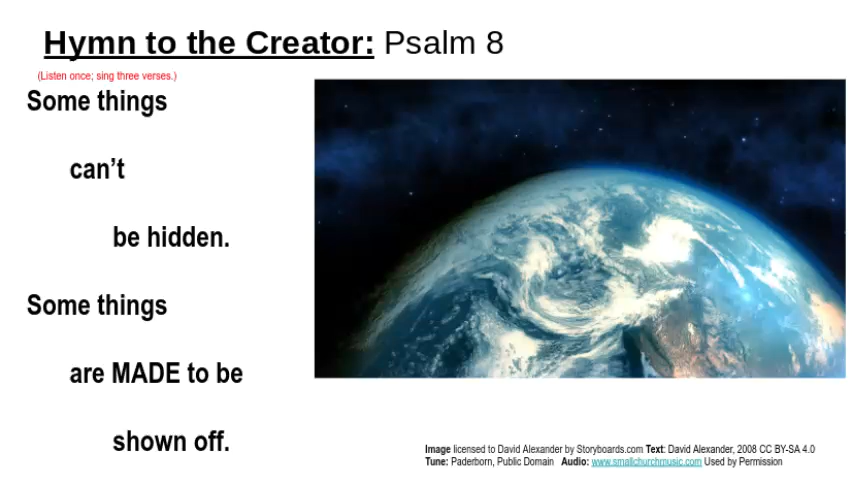 Hymn to the Creator: Psalm 8
(Listen once; sing three verses.)
Some things
can’t
be hidden.
Some things
are MADE to be
shown off.
Image licensed to David Alexander by Storyboards.com Text: David Alexander, 2008 CC BY-SA 4.0
Tune: Paderborn, Public Domain Audio: www.smallchurchmusic.com Used by Permission